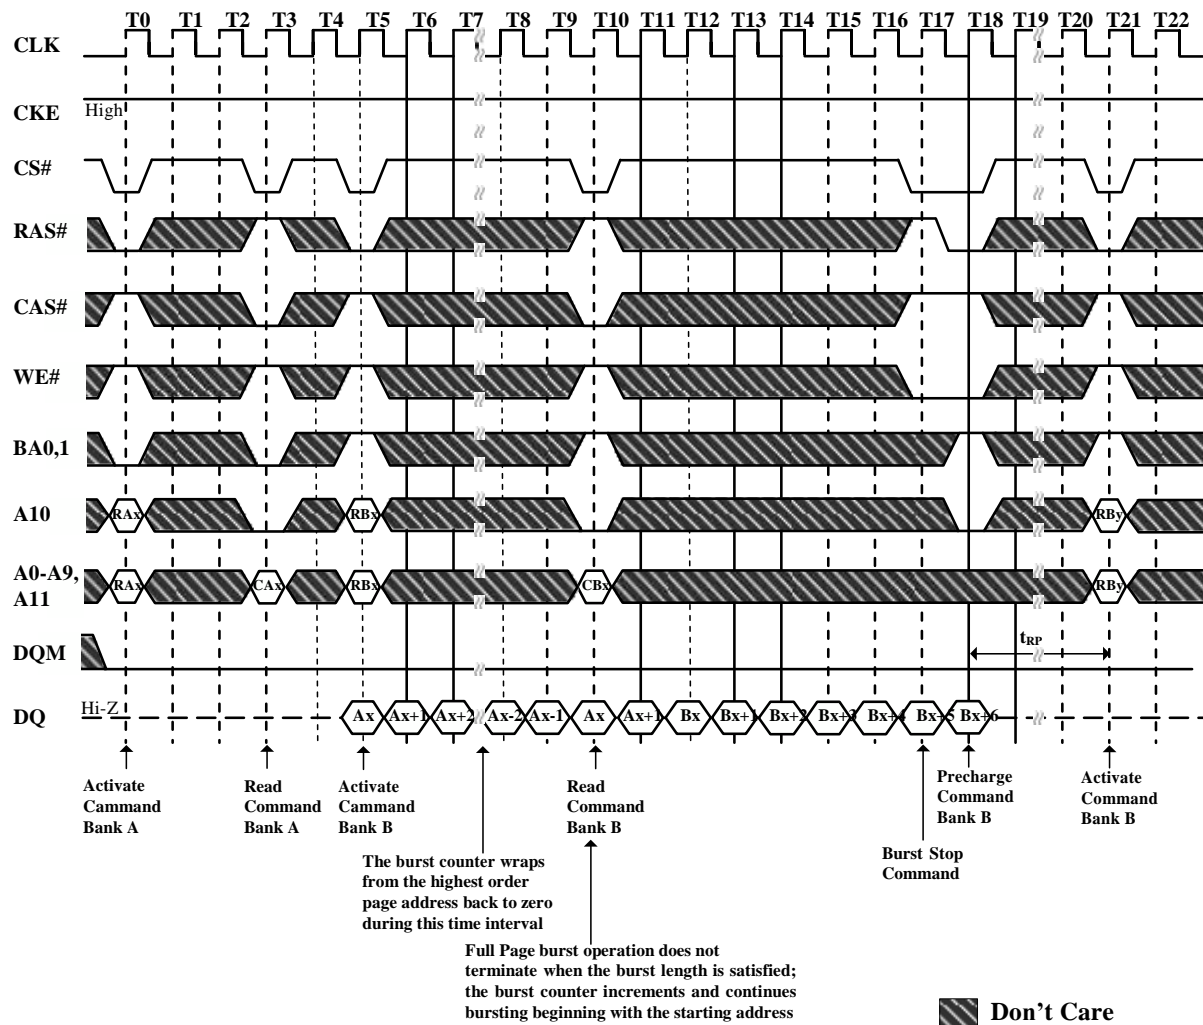 T0 T1 T2 T3 T4 T5 T6 T7 T8 T9 T10 T11 T12 T13 T14 T15 T16 T17 T18 T19 T20 T21 T22
CLK
CKE High
CS#
RAS#
CAS#
WE#
BA0,1
A10 RAx RBx RBy
A0-A9,
A11 RAx CAx RBx CBx RBy
DQM tRP
DQ Hi-Z Ax Ax+1 Ax+2 Ax-2 Ax-1 Ax Ax+1 Bx Bx+1 Bx+2 Bx+3 Bx+4 Bx+5 Bx+6
Activate
Cammand
Bank A
Read
Command
Bank A
Activate
Cammand
Bank B
Read
Command
Bank B
Precharge
Command
Bank B
Activate
Command
Bank B
Burst Stop
Command
The burst counter wraps
from the highest order
page address back to zero
during this time interval
Full Page burst operation does not
terminate when the burst length is satisfied;
the burst counter increments and continues
bursting beginning with the starting address
Don't Care